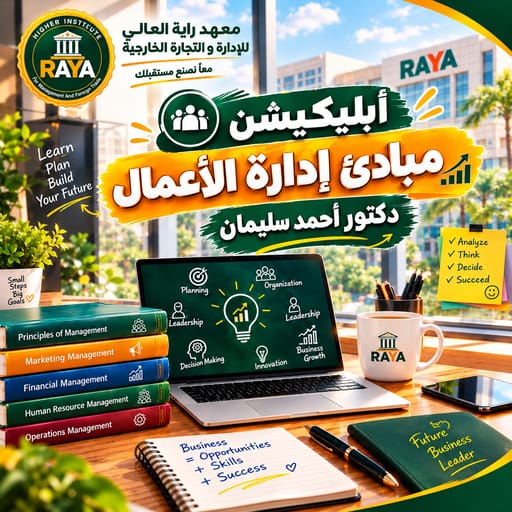 HIGHER INSTITUTE
RAYA
For Management And Foreign Trade
معهد راية العالي
للإدارة و التجارة الخارجية
معاً نصنع مستقبلك
RAYA
أبليكيشن
مبادئ إدارة الأعمال
دكتور أحمد سليمان
Learn
Plan
Build
Your Future
Analyze
Think
Decide
Succeed
Small
Steps
Big
Goals
Planning
Organization
Leadership
Leadership
Decision Making
Innovation
Business
Growth
RAYA
Principles of Management
Marketing Management
Financial Management
Human Resource Management
Operations Management
Business
= Opportunities
+ Skills
+ Success
Future
Business
Leader